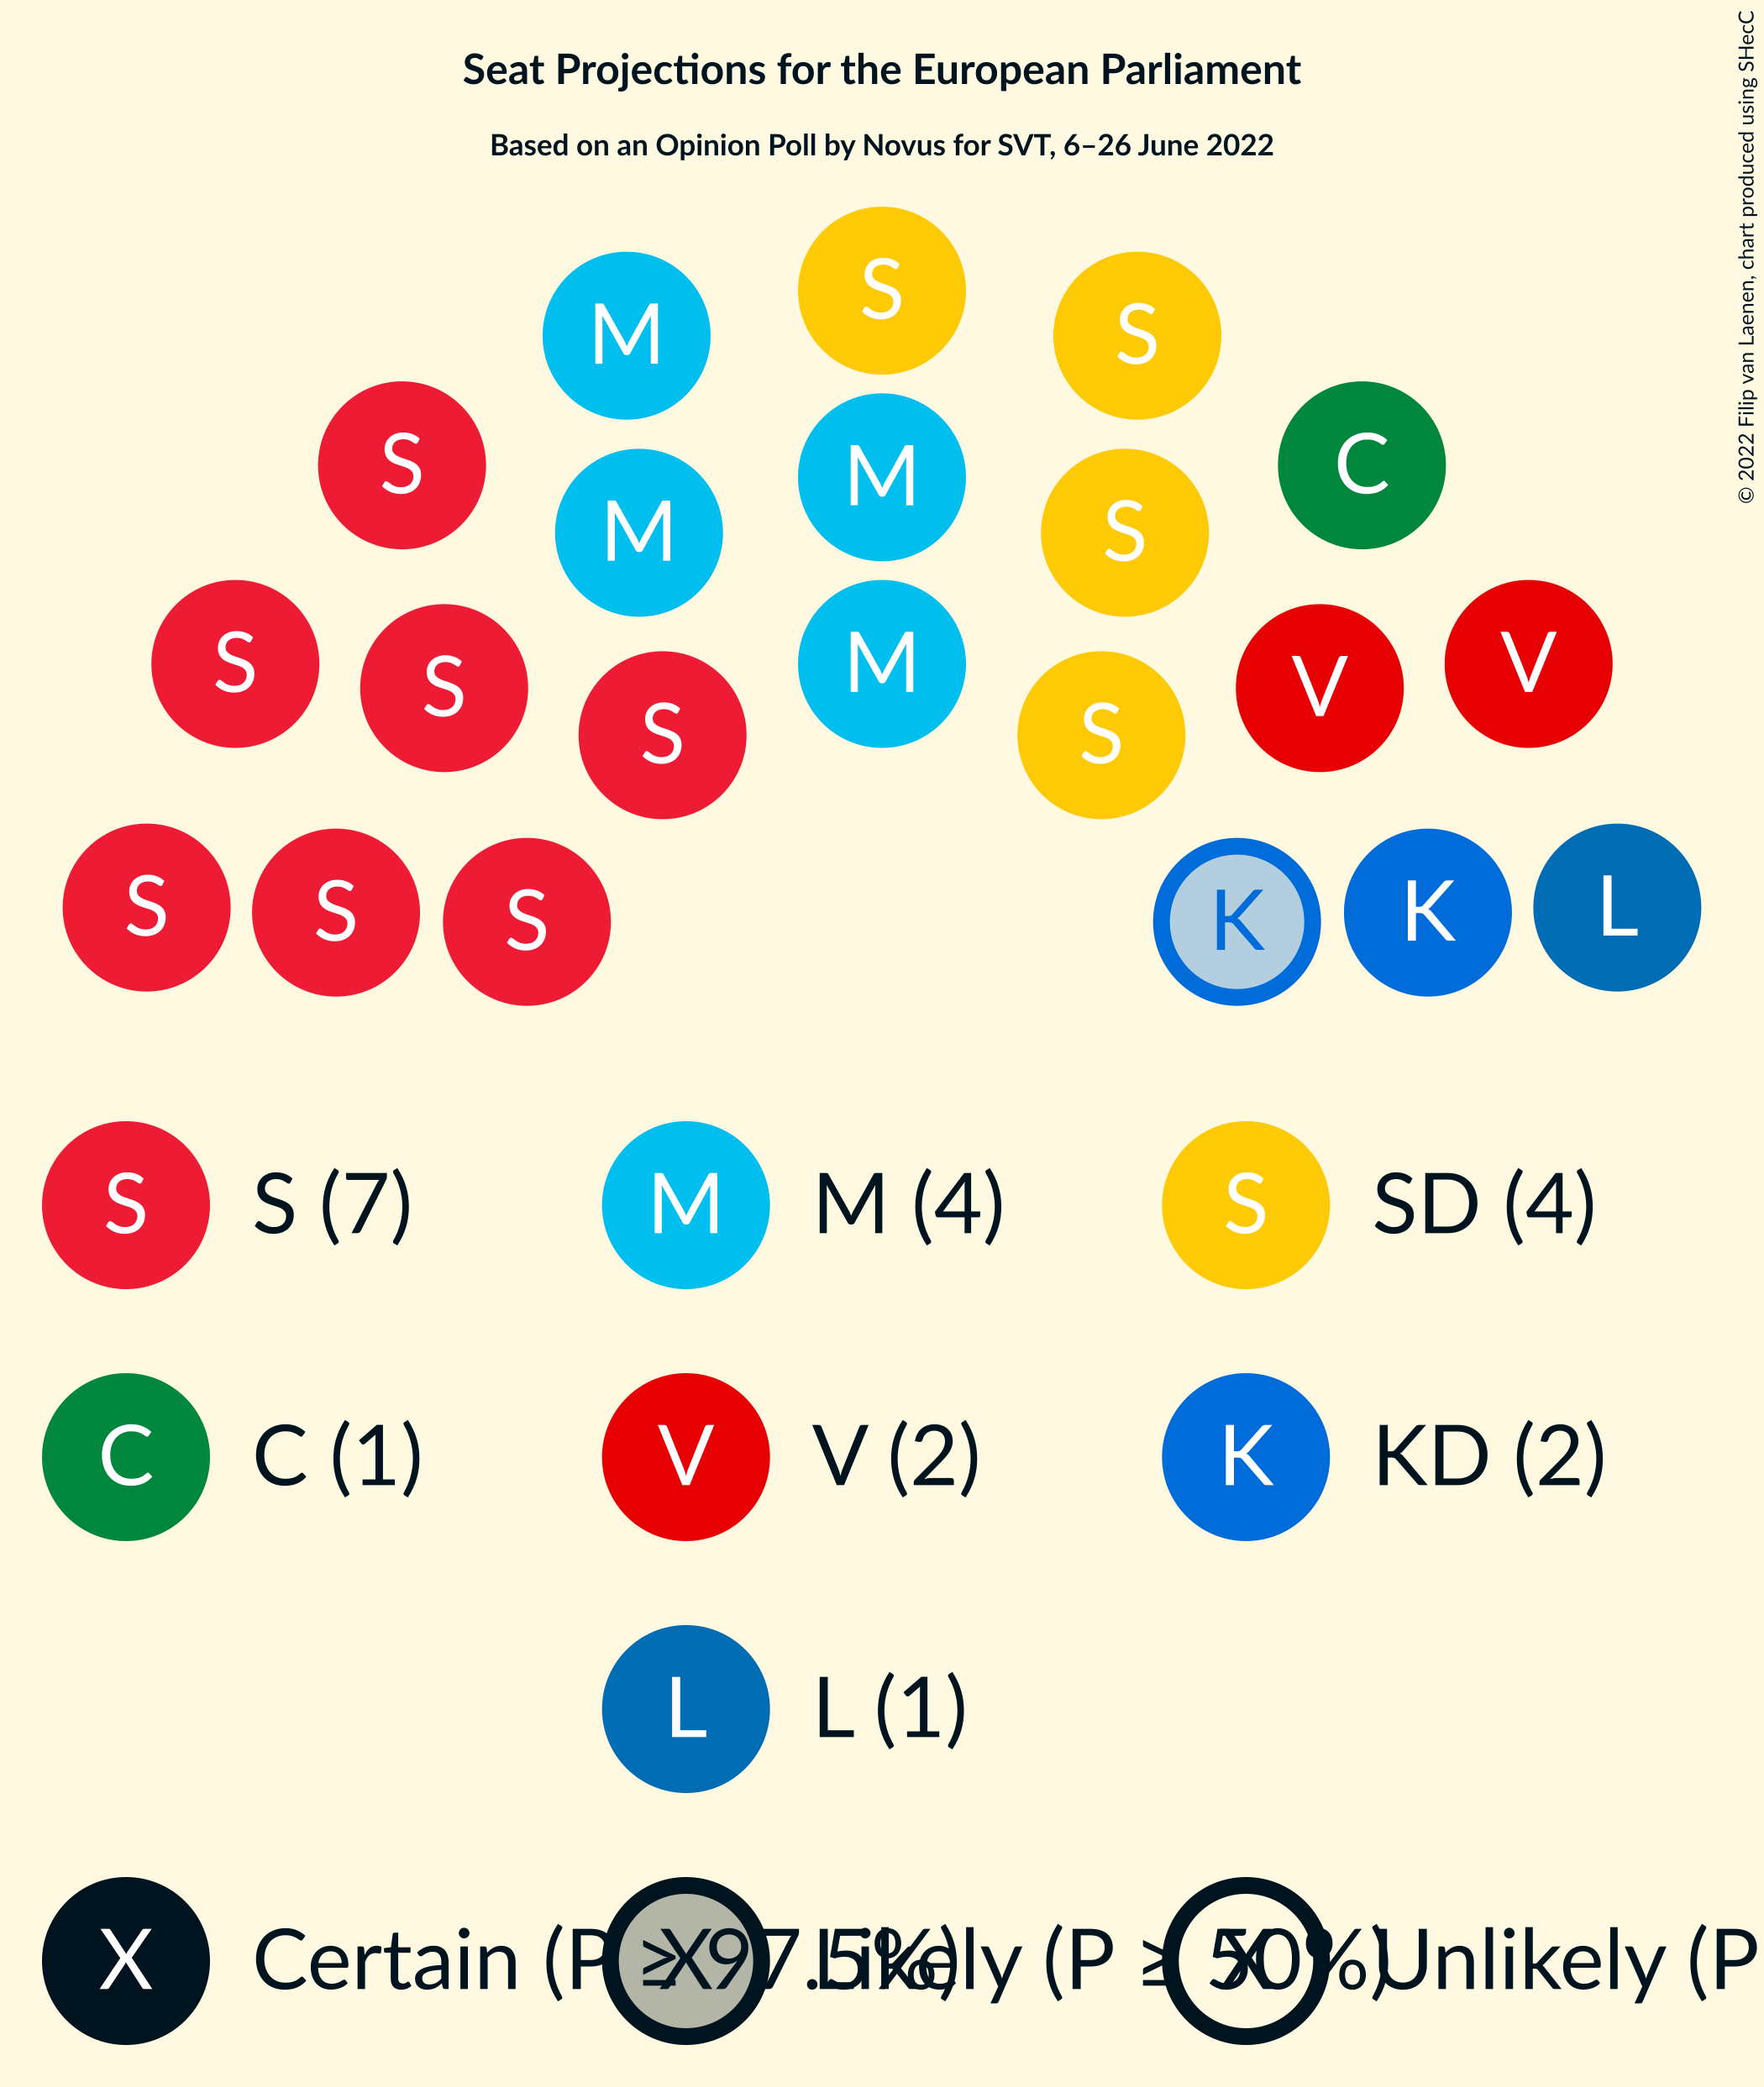 Seat Projections for the European Parliament
Based on an Opinion Poll by Novus for SVT, 6–26 June 2022
© 2022 Filip van Laenen, chart produced using SHecC
S
M S
S M M S C
S M S
S S V V
S S
S S S K K L
S S (7) M M (4) S SD (4)
C C (1) V V (2) K KD (2)
L L (1)
X Certain (P ≥ 97.5%) X Likely (P ≥ 50%) X Unlikely (P